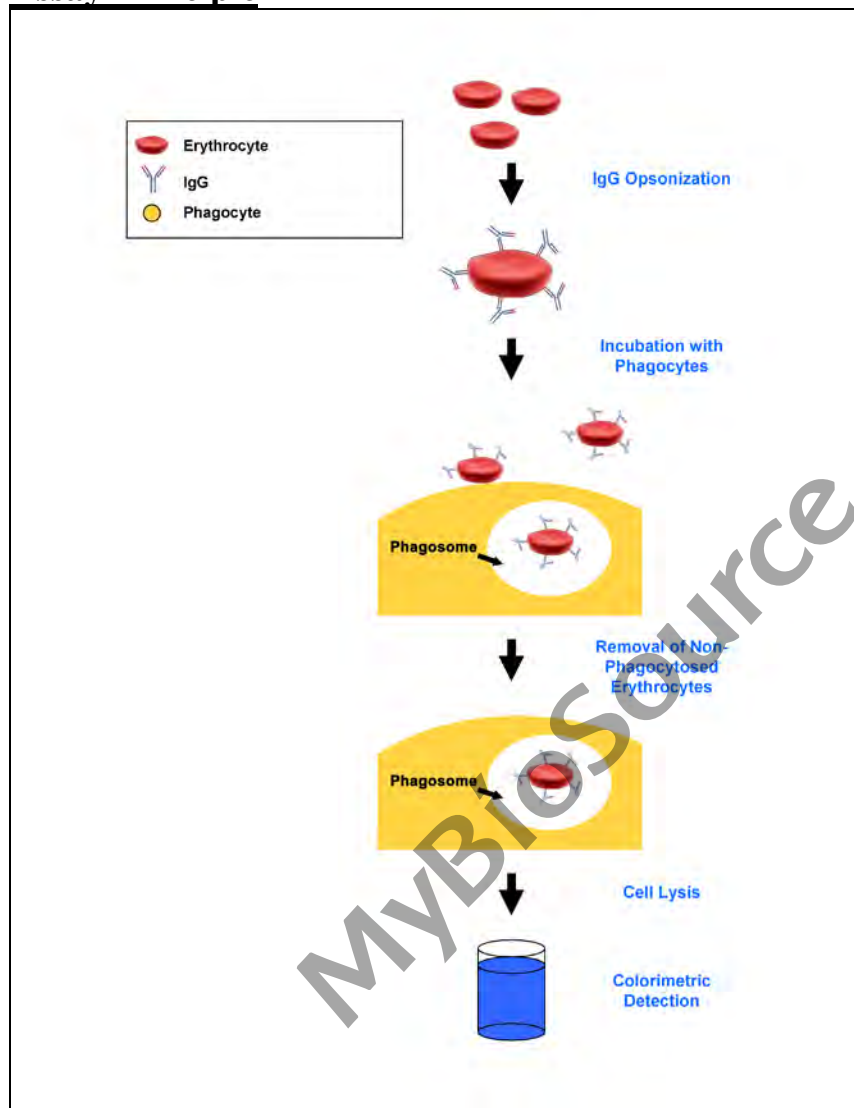 Erythrocyte
IgG
Phagocyte
IgG Opsonization
Incubation with
Phagocytes
Phagosome
Removal of Non-
Phagocytosed
Erythrocytes
Phagosome
Cell Lysis
Colorimetric
Detection
MyBioSource